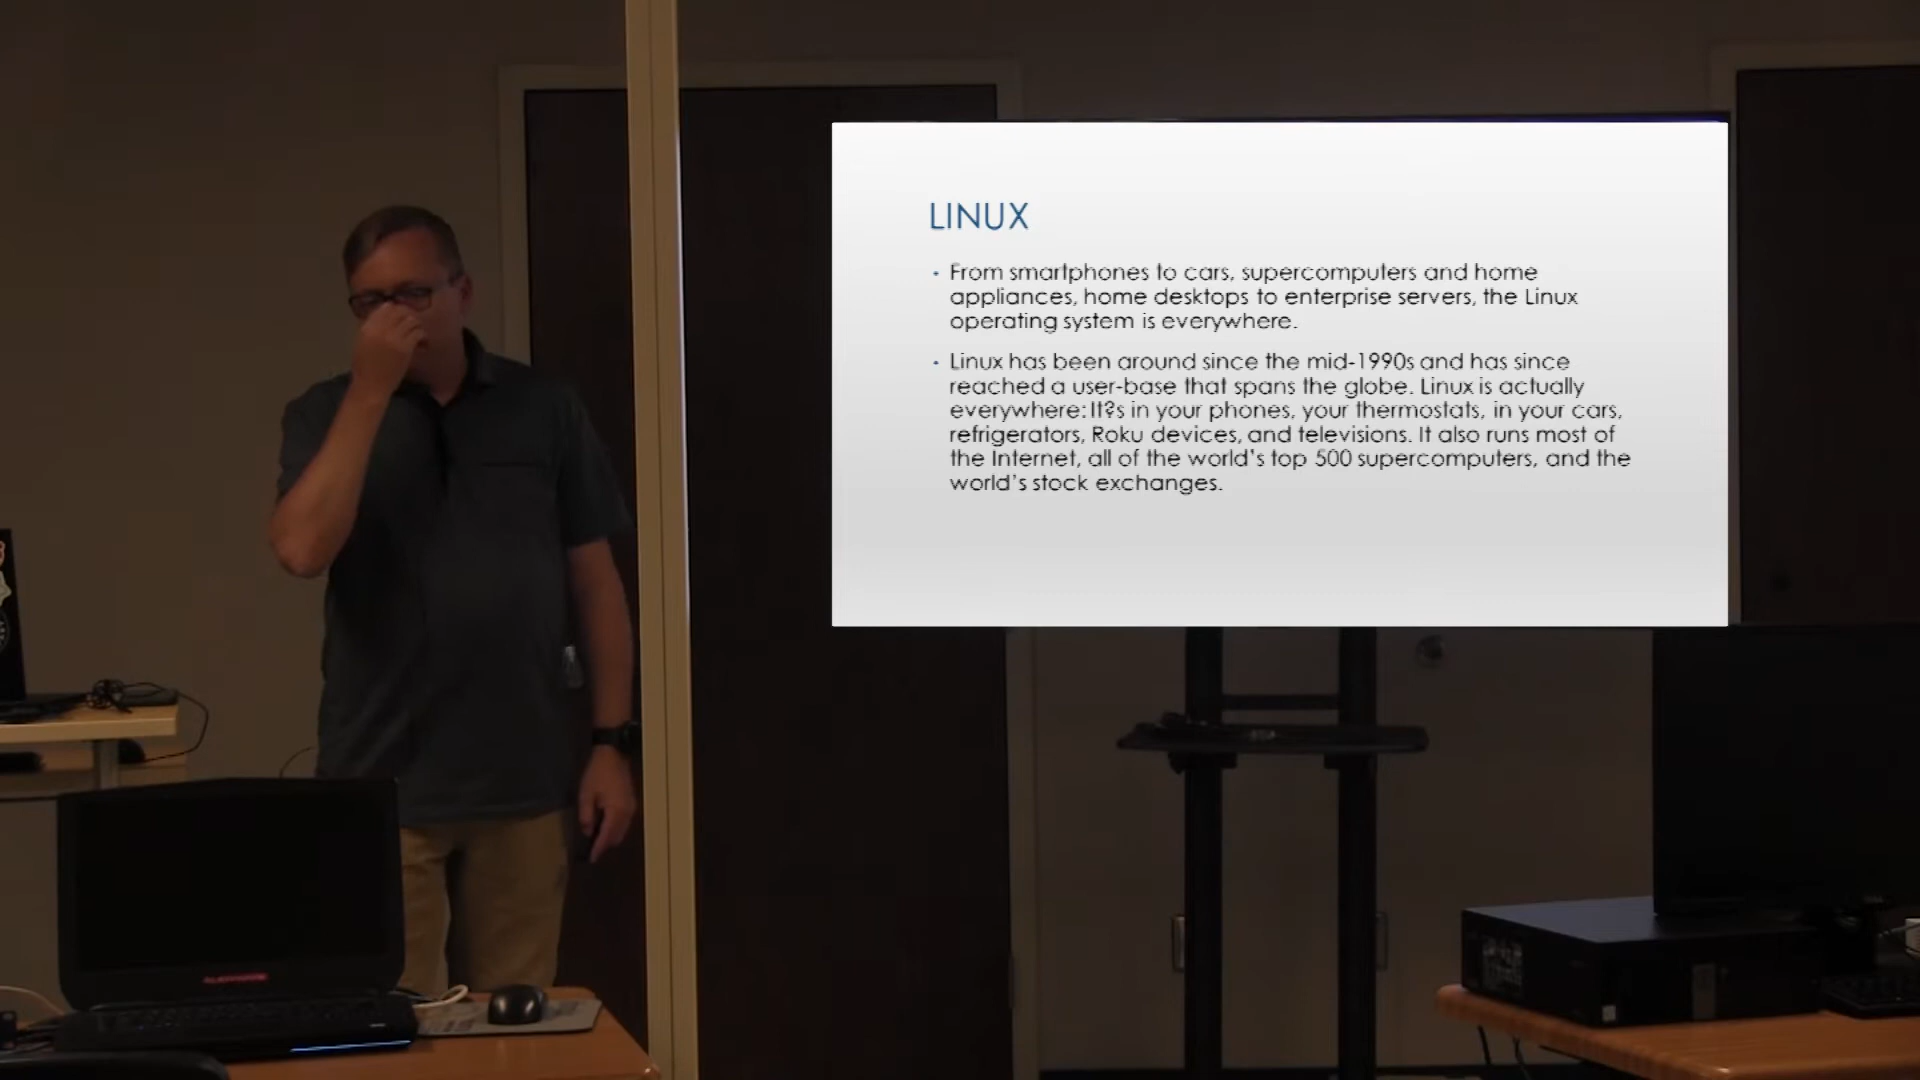 LINUX
• From smartphones to cars, supercomputers and home
appliances, home desktops to enterprise servers, the Linux
operating system is everywhere.
• Linux has been around since the mid-1990s and has since
reached a user-base that spans the globe. Linux is actually
everywhere: It?s in your phones, your thermostats, in your cars,
refrigerators, Roku devices, and televisions. It also runs most of
the Internet, all of the world's top 500 supercomputers, and the
world's stock exchanges.
ALIENWARE